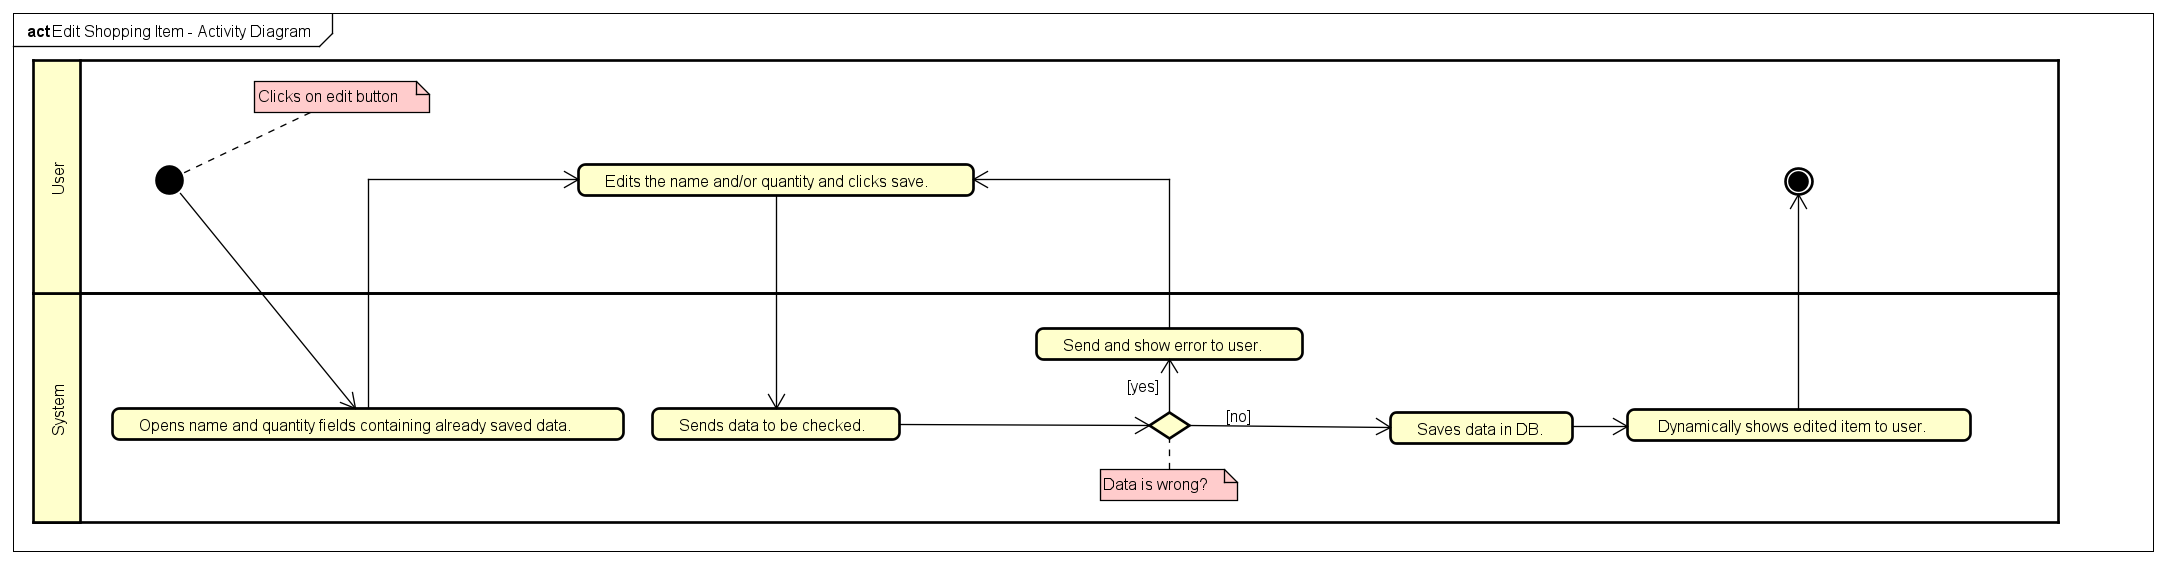 act Edit Shopping Item - Activity Diagram
User
Clicks on edit button
Edits the name and/or quantity and clicks save.
System
Send and show error to user.
[yes]
[no]
Opens name and quantity fields containing already saved data.
Sends data to be checked.
Saves data in DB.
Dynamically shows edited item to user.
Data is wrong?